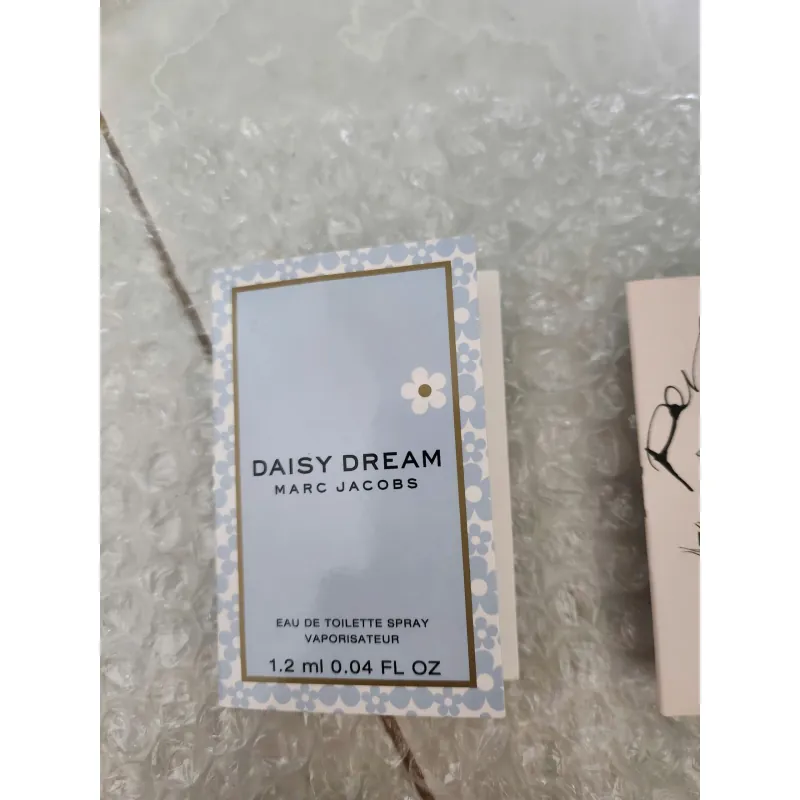 DAISY DREAM
MARC JACOBS
EAU DE TOILETTE SPRAY
VAPORISATEUR
1.2 ml 0.04 FL OZ